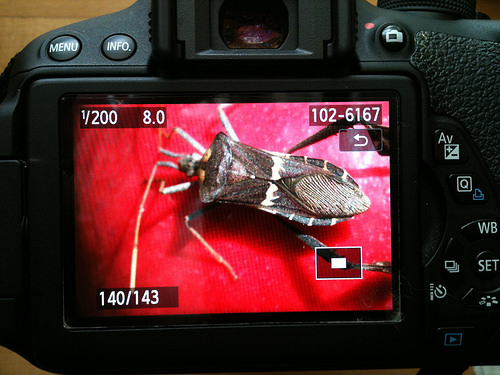 MENU
INFO.
1/200 8.0
102-6167
140/143
Av
Q
WB
SET